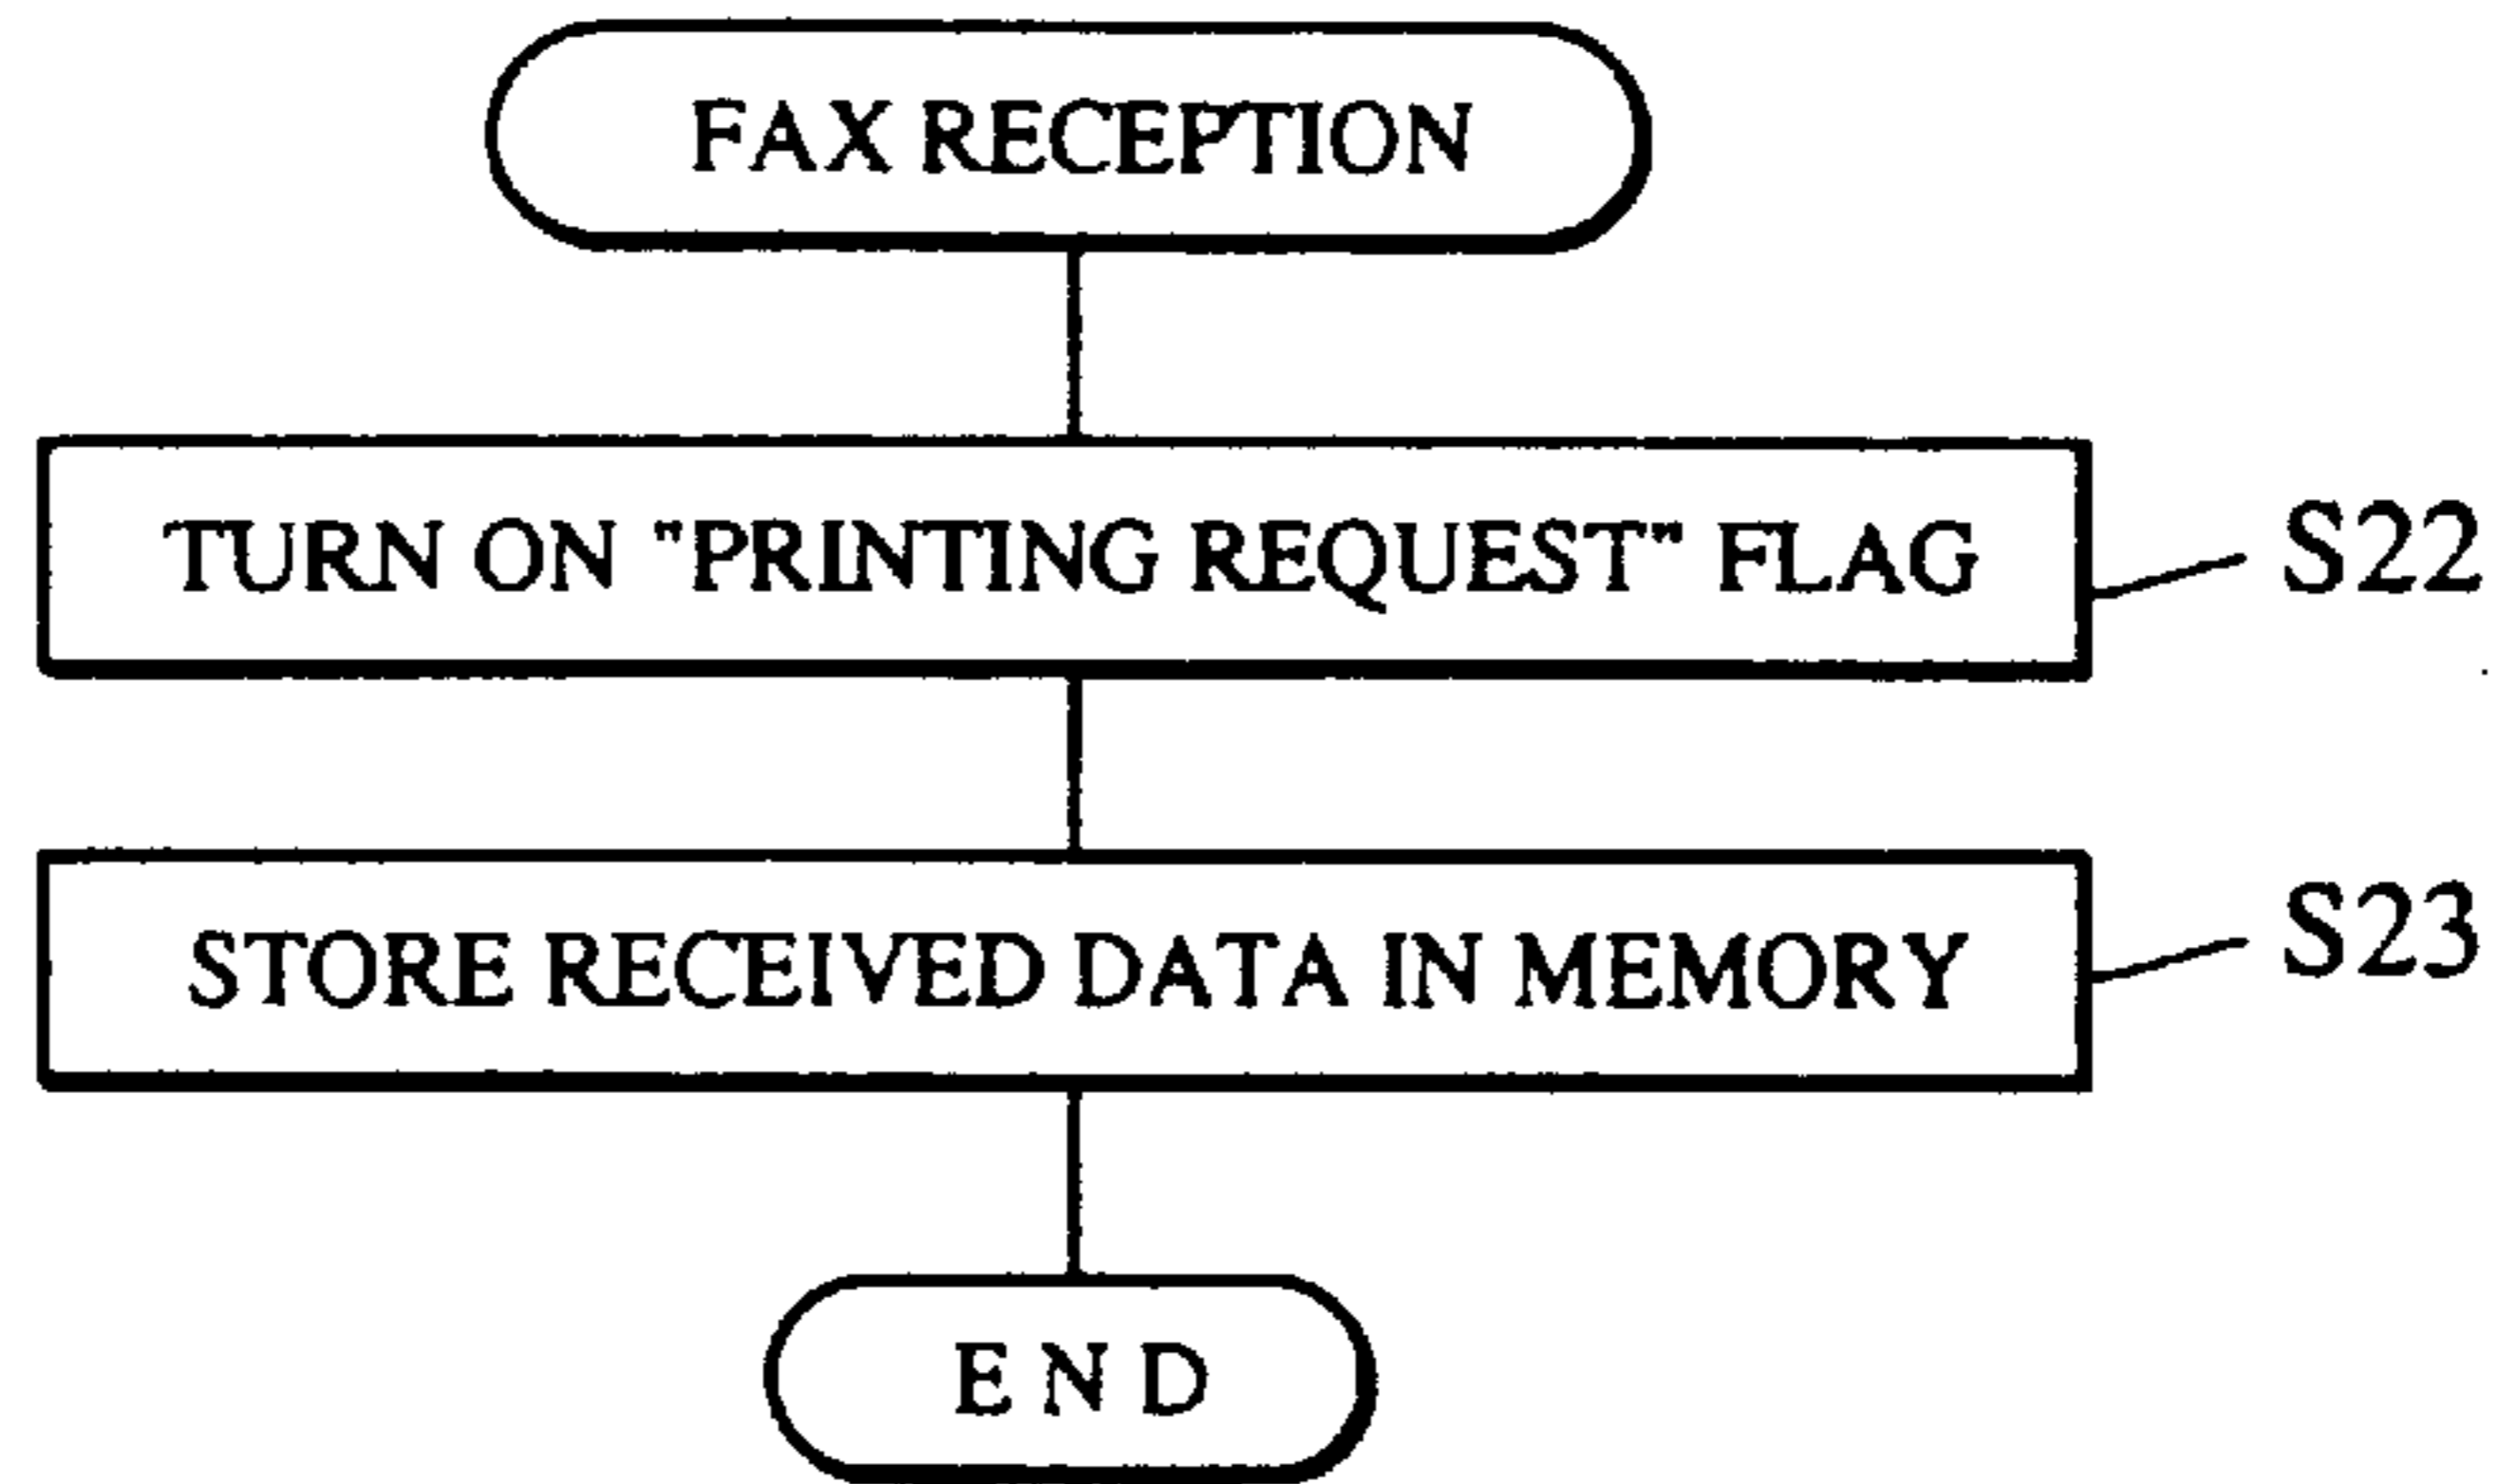 FAX RECEPTION
TURN ON "PRINTING REQUEST" FLAG
S22
STORE RECEIVED DATA IN MEMORY
S23
END